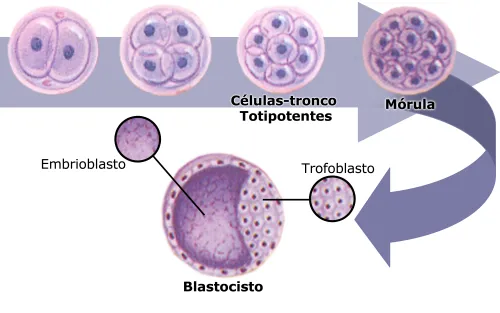 Células-tronco
Totipotentes
Mórula
Embrioblasto
Trofoblasto
Blastocisto